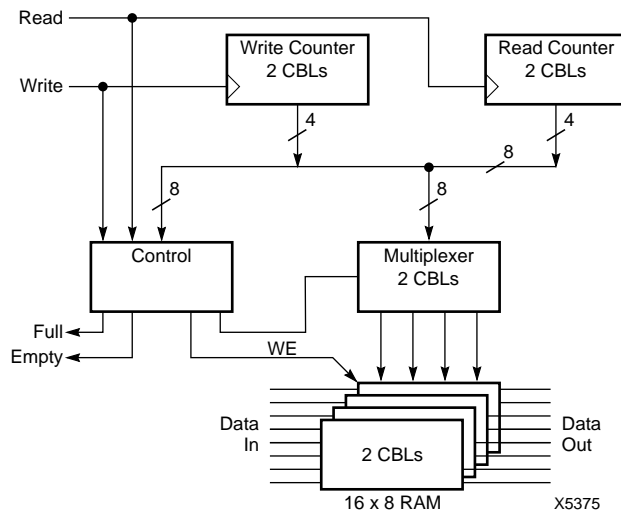 Read
Write
Write Counter
2 CBLs
Read Counter
2 CBLs
4
4
8
8
8
Control
Multiplexer
2 CBLs
Full
Empty
WE
Data
In
Data
Out
2 CBLs
16 x 8 RAM
X5375